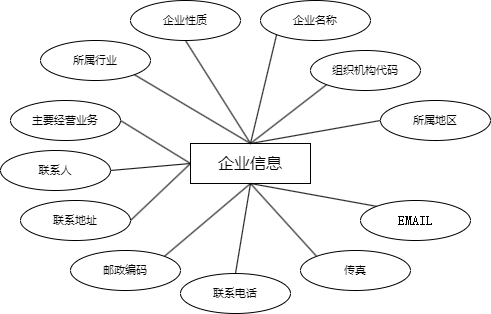 企业性质
企业名称
所属行业
组织机构代码
主要经营业务
所属地区
企业信息
联系人
联系地址
EMAIL
邮政编码
传真
联系电话